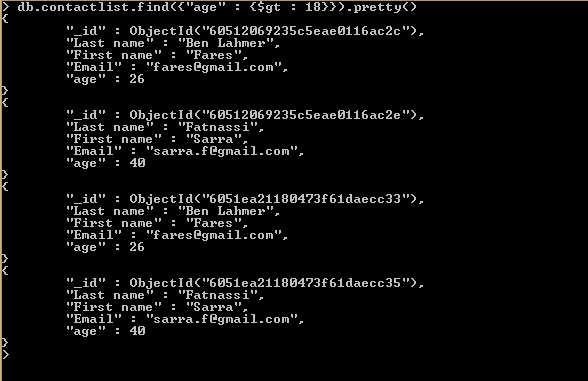 > db.contactlist.find({"age" : {$gt : 18}}).pretty()
{
"_id" : ObjectId("60512069235c5eae0116ac2c"),
"Last name" : "Ben Lahmer",
"First name" : "Fares",
"Email" : "fares@gmail.com",
"age" : 26
}
{
"_id" : ObjectId("60512069235c5eae0116ac2e"),
"Last name" : "Fatnassi",
"First name" : "Sarra",
"Email" : "sarra.f@gmail.com",
"age" : 40
}
{
"_id" : ObjectId("6051ea21180473f61daecc33"),
"Last name" : "Ben Lahmer",
"First name" : "Fares",
"Email" : "fares@gmail.com",
"age" : 26
}
{
"_id" : ObjectId("6051ea21180473f61daecc35"),
"Last name" : "Fatnassi",
"First name" : "Sarra",
"Email" : "sarra.f@gmail.com",
"age" : 40
}
>